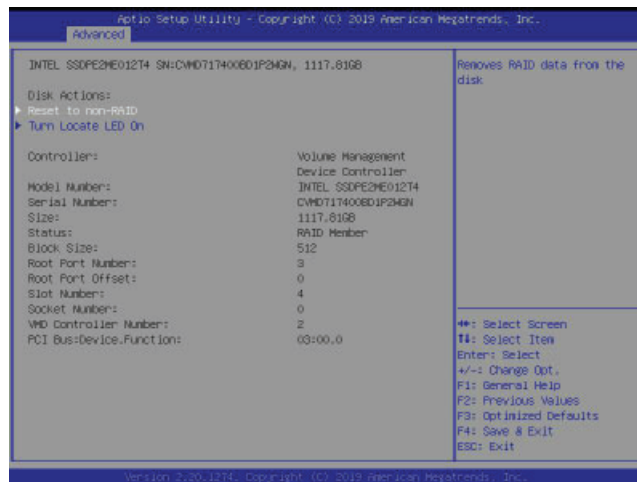 Aptio Setup Utility - Copyright (C) 2019 American Megatrends, Inc.
Advanced
INTEL SSDPE2ME012T4 SN:CVMD717400BD1P2MGN, 1117.81GB
Disk Actions:
Reset to non-RAID
Turn Locate LED On
Controller: Volume Management
Device Controller
Model Number: INTEL SSDPE2ME012T4
Serial Number: CVMD717400BD1P2MGN
Size: 1117.81GB
Status: RAID Member
Block Size: 512
Root Port Number: 3
Root Port Offset: 0
Slot Number: 4
Socket Number: 0
VMD Controller Number: 2
PCI Bus:Device.Function: 03:00.0
Removes RAID data from the
disk
→←: Select Screen
↑↓: Select Item
Enter: Select
+/-: Change Opt.
F1: General Help
F2: Previous Values
F3: Optimized Defaults
F4: Save & Exit
ESC: Exit
Version 2.20.1274. Copyright (C) 2019 American Megatrends, Inc.